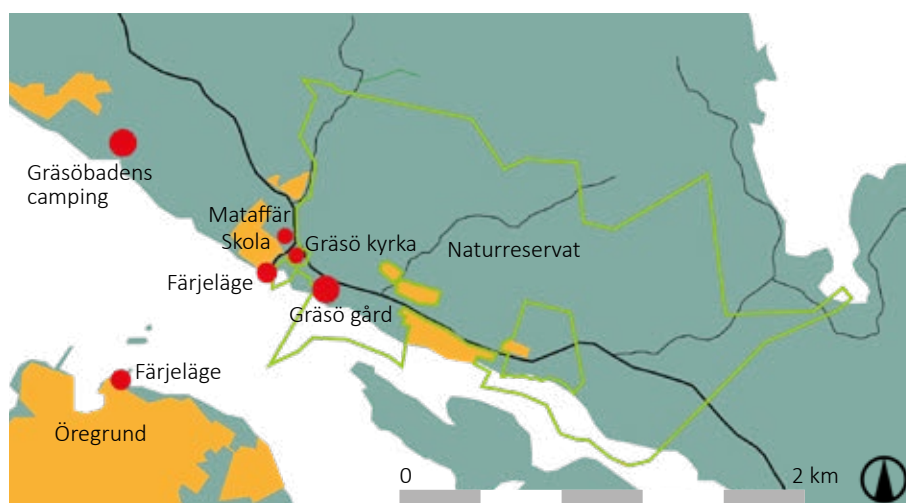 Gräsöbadens
camping
Mataffär
Skola
Gräsö kyrka
Naturreservat
Färjeläge
Gräsö gård
Färjeläge
Öregrund
0
2 km